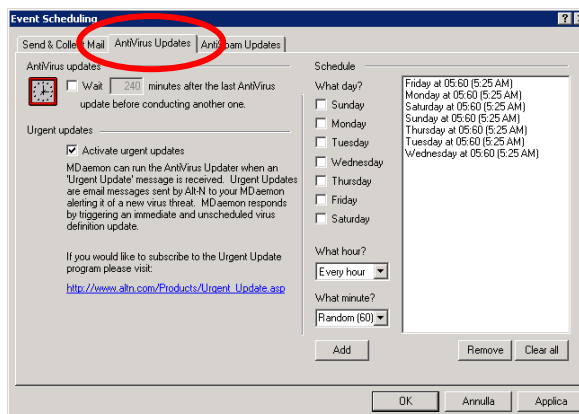 Event Scheduling
Send & Collect Mail
AntiVirus Updates
AntiSpam Updates
AntiVirus updates
Wait 240 minutes after the last AntiVirus
update before conducting another one.
Urgent updates
Activate urgent updates
MDaemon can run the AntiVirus Updater when an
'Urgent Update' message is received. Urgent Updates
are email messages sent by Alt-N to your MDaemon
alerting it of a new virus threat. MDaemon responds
by triggering an immediate and unscheduled virus
definition update.
If you would like to subscribe to the Urgent Update
program please visit:
http://www.altn.com/Products/Urgent_Update.asp
Schedule
What day?
Sunday
Monday
Tuesday
Wednesday
Thursday
Friday
Saturday
What hour?
Every hour
What minute?
Random (60)
Add
Friday at 05:60 (5:25 AM)
Monday at 05:60 (5:25 AM)
Saturday at 05:60 (5:25 AM)
Sunday at 05:60 (5:25 AM)
Thursday at 05:60 (5:25 AM)
Tuesday at 05:60 (5:25 AM)
Wednesday at 05:60 (5:25 AM)
Remove
Clear all
OK
Annulla
Applica